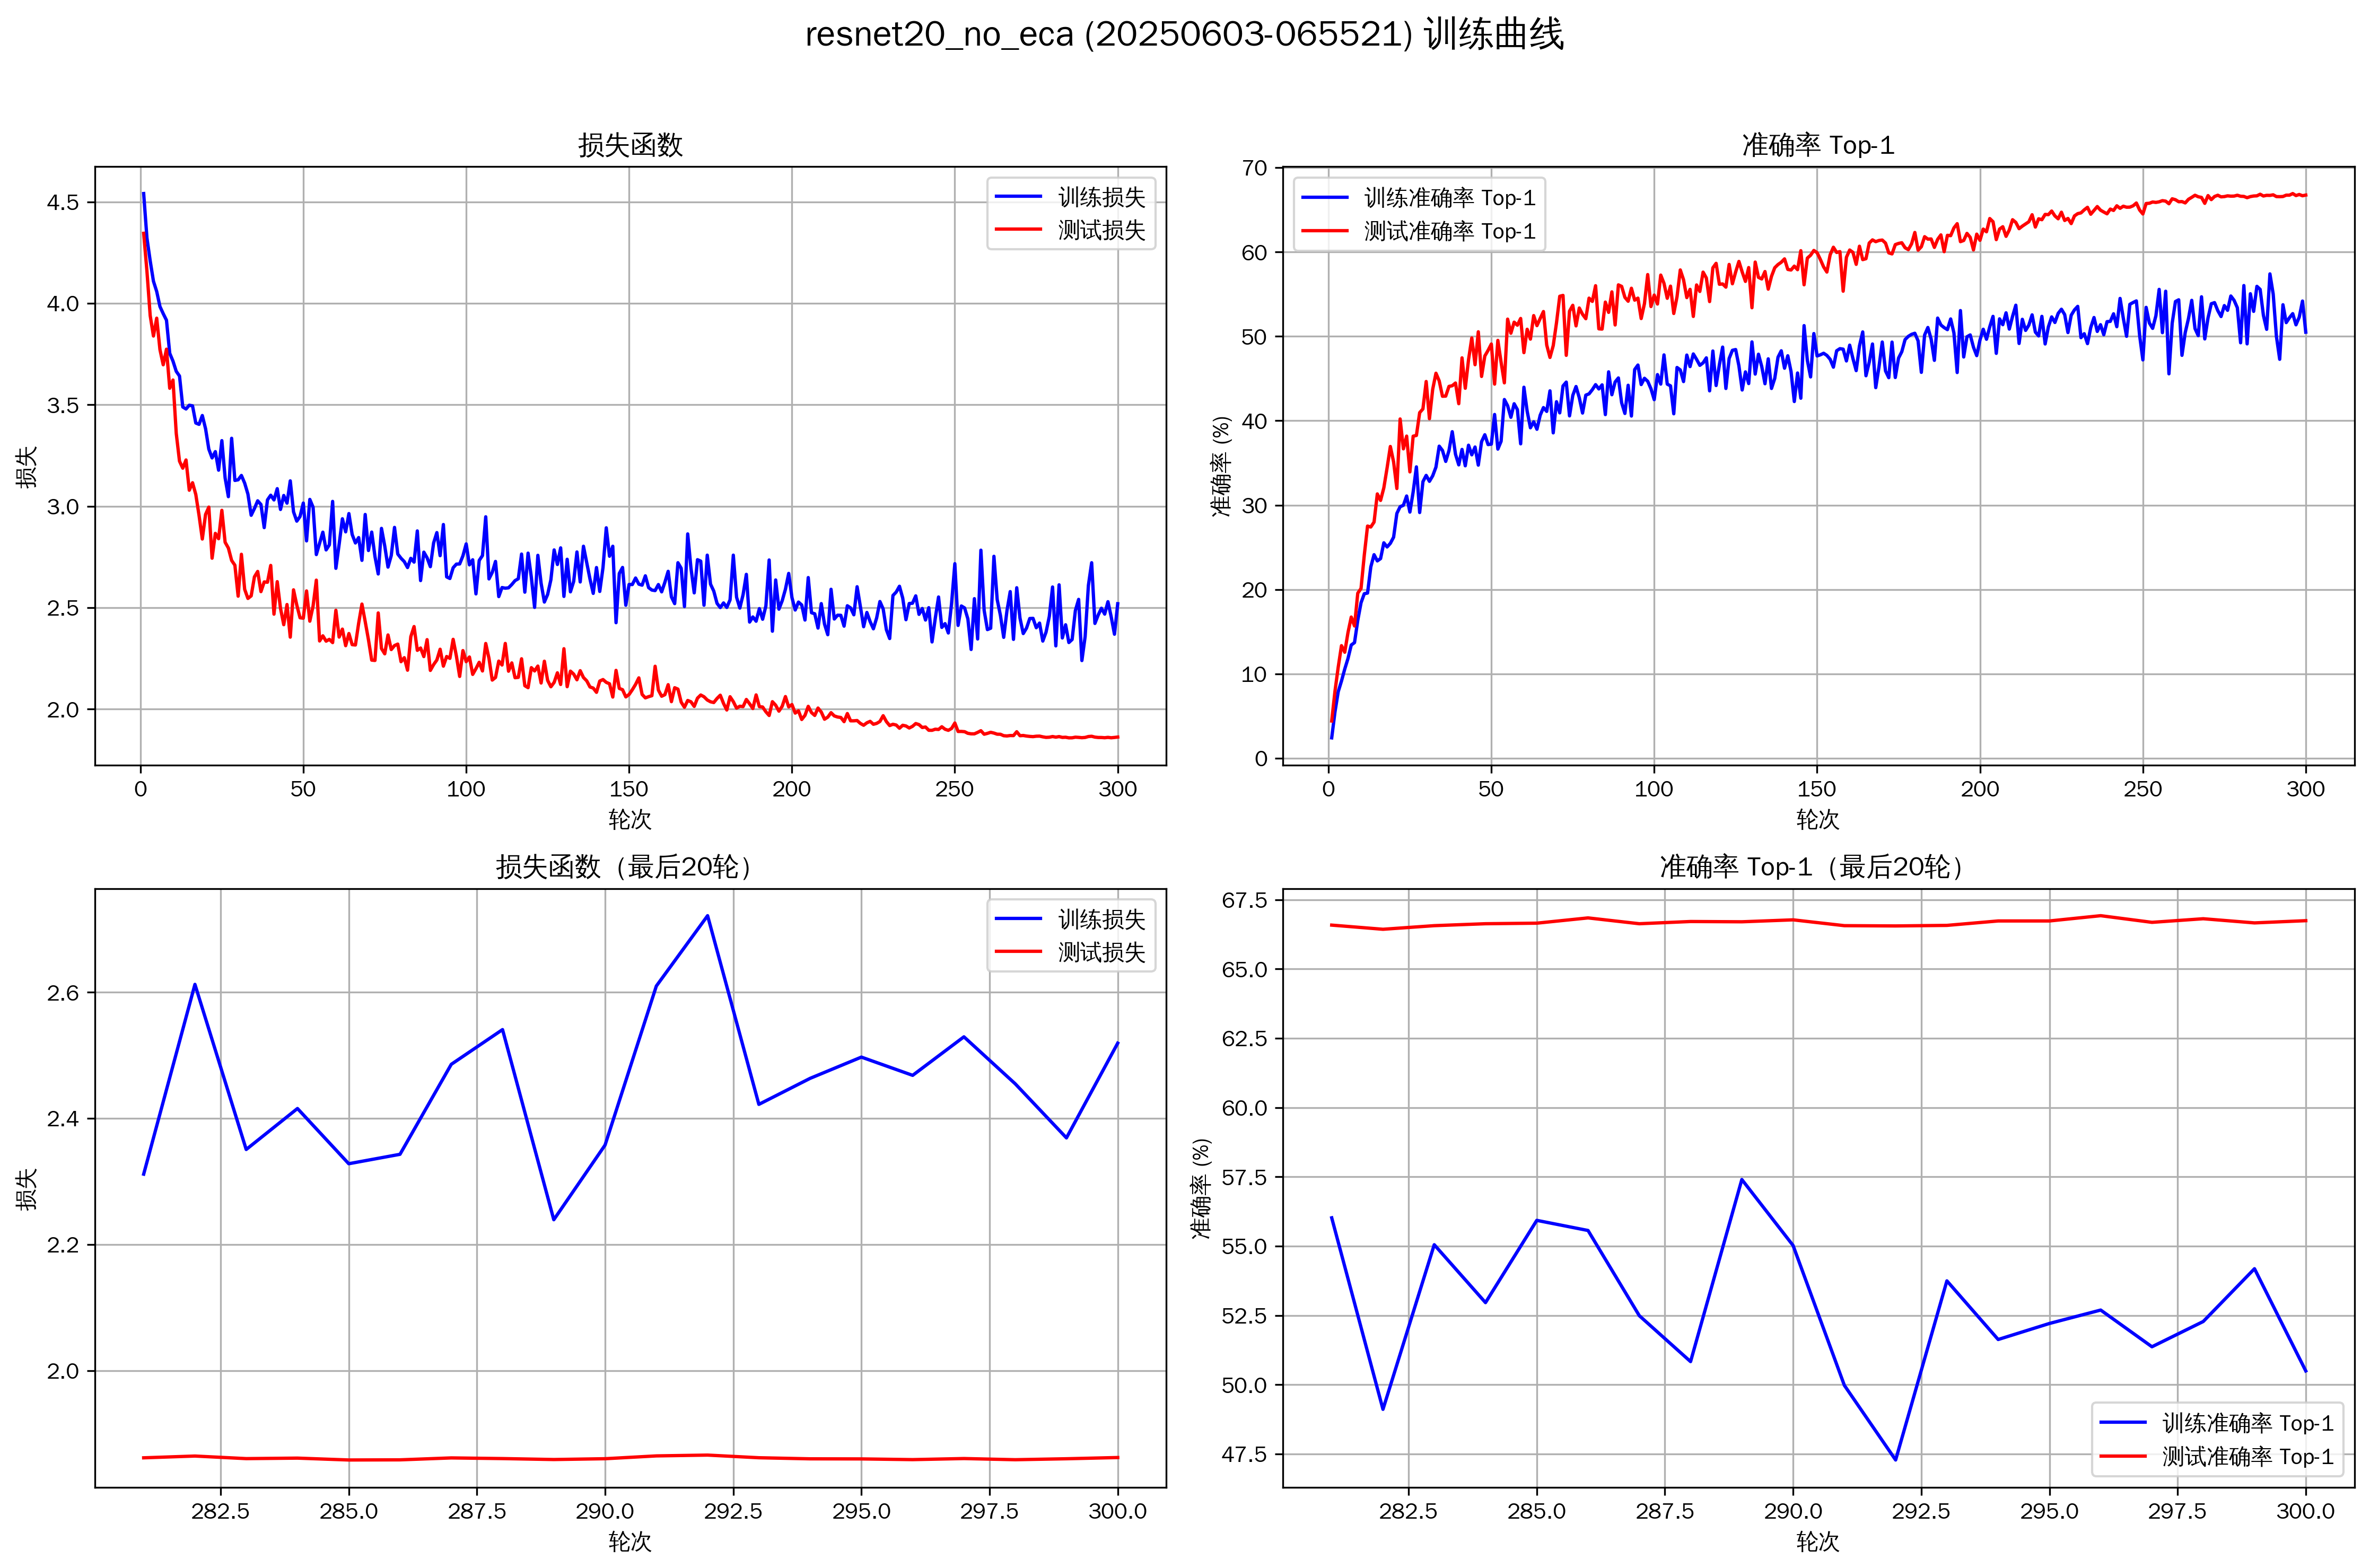 resnet20_no_eca (20250603-065521) 训练曲线
损失函数
训练损失
测试损失
4.5
4.0
3.5
3.0
2.5
2.0
损失
0 50 100 150 200 250 300
轮次
准确率 Top-1
训练准确率 Top-1
测试准确率 Top-1
70
60
50
40
30
20
10
0
准确率 (%)
0 50 100 150 200 250 300
轮次
损失函数（最后20轮）
训练损失
测试损失
2.6
2.4
2.2
2.0
损失
282.5 285.0 287.5 290.0 292.5 295.0 297.5 300.0
轮次
准确率 Top-1（最后20轮）
67.5
65.0
62.5
60.0
57.5
55.0
52.5
50.0
47.5
准确率 (%)
训练准确率 Top-1
测试准确率 Top-1
282.5 285.0 287.5 290.0 292.5 295.0 297.5 300.0
轮次